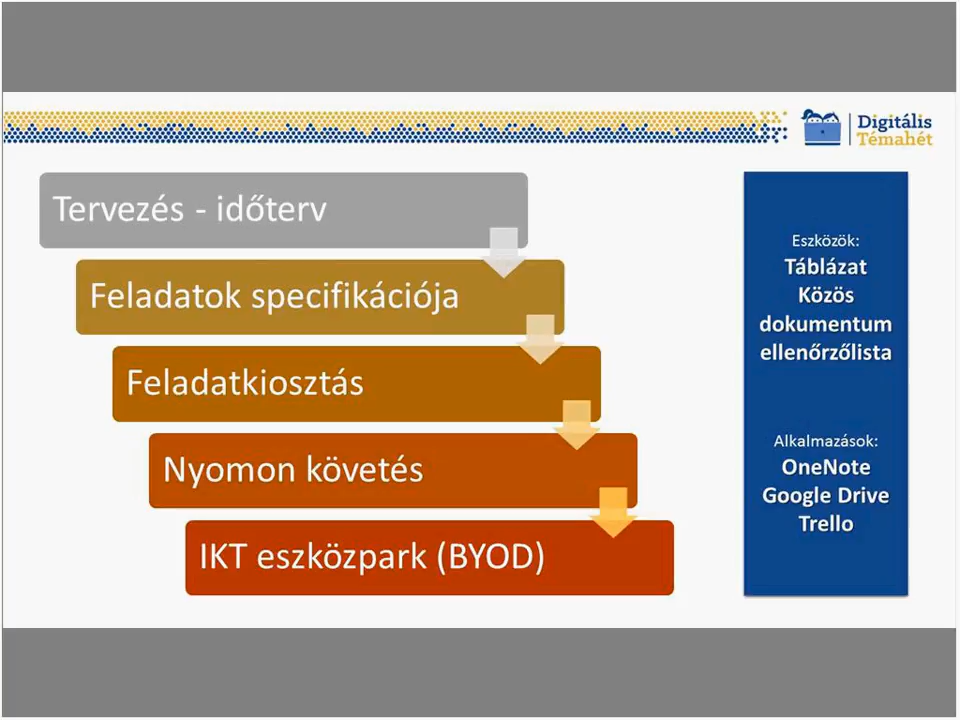 Digitális
Témahét
Tervezés - időterv
Feladatok specifikációja
Feladatkiosztás
Nyomon követés
IKT eszközpark (BYOD)
Eszközök:
Táblázat
Közös
dokumentum
ellenőrzőlista
Alkalmazások:
OneNote
Google Drive
Trello